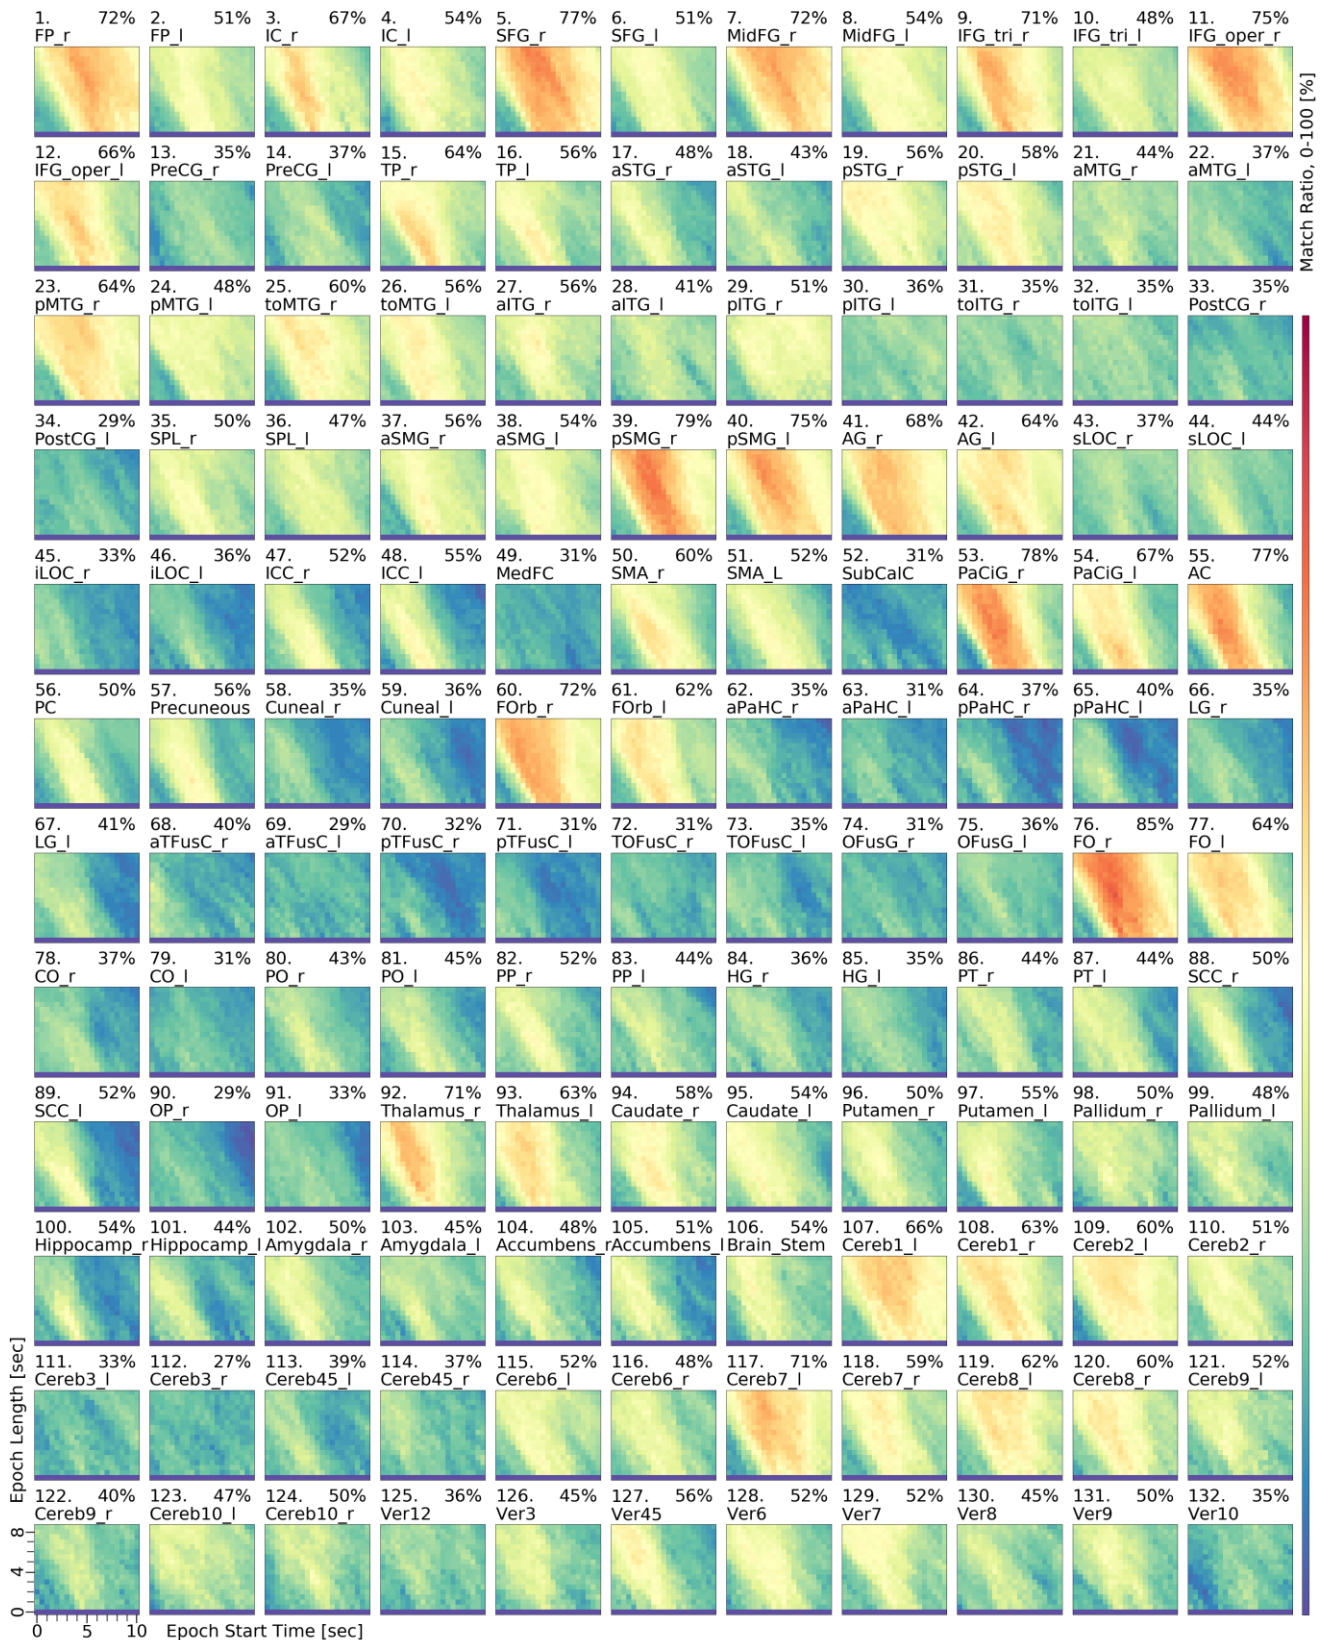 1. 72% 2. 51% 3. 67% 4. 54% 5. 77% 6. 51% 7. 72% 8. 54% 9. 71% 10. 48% 11. 75%
FP_r FP_l IC_r IC_l SFG_r SFG_l MidFG_r MidFG_l IFG_tri_r IFG_tri_l IFG_oper_r
12. 66% 13. 35% 14. 37% 15. 64% 16. 56% 17. 48% 18. 43% 19. 56% 20. 58% 21. 44% 22. 37%
IFG_oper_l PreCG_r PreCG_l TP_r TP_l aSTG_r aSTG_l pSTG_r pSTG_l aMTG_r aMTG_l
23. 64% 24. 48% 25. 60% 26. 56% 27. 56% 28. 41% 29. 51% 30. 36% 31. 35% 32. 35% 33. 35%
pMTG_r pMTG_l toMTG_r toMTG_l aITG_r aITG_l pITG_r pITG_l toITG_r toITG_l PostCG_r
34. 29% 35. 50% 36. 47% 37. 56% 38. 54% 39. 79% 40. 75% 41. 68% 42. 64% 43. 37% 44. 44%
PostCG_l SPL_r SPL_l aSMG_r aSMG_l pSMG_r pSMG_l AG_r AG_l sLOC_r sLOC_l
45. 33% 46. 36% 47. 52% 48. 55% 49. 31% 50. 60% 51. 52% 52. 31% 53. 78% 54. 67% 55. 77%
iLOC_r iLOC_l ICC_r ICC_l MedFC SMA_r SMA_L SubCalC PaCiG_r PaCiG_l AC
56. 50% 57. 56% 58. 35% 59. 36% 60. 72% 61. 62% 62. 35% 63. 31% 64. 37% 65. 40% 66. 35%
PC Precuneous Cuneal_r Cuneal_l FOrb_r FOrb_l aPaHC_r aPaHC_l pPaHC_r pPaHC_l LG_r
67. 41% 68. 40% 69. 29% 70. 32% 71. 31% 72. 31% 73. 35% 74. 31% 75. 36% 76. 85% 77. 64%
LG_l aTFusC_r aTFusC_l pTFusC_r pTFusC_l TOFusC_r TOFusC_l OFusG_r OFusG_l FO_r FO_l
78. 37% 79. 31% 80. 43% 81. 45% 82. 52% 83. 44% 84. 36% 85. 35% 86. 44% 87. 44% 88. 50%
CO_r CO_l PO_r PO_l PP_r PP_l HG_r HG_l PT_r PT_l SCC_r
89. 52% 90. 29% 91. 33% 92. 71% 93. 63% 94. 58% 95. 54% 96. 50% 97. 55% 98. 50% 99. 48%
SCC_l OP_r OP_l Thalamus_r Thalamus_l Caudate_r Caudate_l Putamen_r Putamen_l Pallidum_r Pallidum_l
100. 54% 101. 44% 102. 50% 103. 45% 104. 48% 105. 51% 106. 54% 107. 66% 108. 63% 109. 60% 110. 51%
Hippocamp_r Hippocamp_l Amygdala_r Amygdala_l Accumbens_r Accumbens_l Brain_Stem Cereb1_l Cereb1_r Cereb2_l Cereb2_r
111. 33% 112. 27% 113. 39% 114. 37% 115. 52% 116. 48% 117. 71% 118. 59% 119. 62% 120. 60% 121. 52%
Cereb3_l Cereb3_r Cereb45_l Cereb45_r Cereb6_l Cereb6_r Cereb7_l Cereb7_r Cereb8_l Cereb8_r Cereb9_l
122. 40% 123. 47% 124. 50% 125. 36% 126. 45% 127. 56% 128. 52% 129. 52% 130. 45% 131. 50% 132. 35%
Cereb9_r Cereb10_l Cereb10_r Ver12 Ver3 Ver45 Ver6 Ver7 Ver8 Ver9 Ver10
8
4
0
0 5 10 Epoch Start Time [sec]
Epoch Length [sec]
Match Ratio, 0-100 [%]